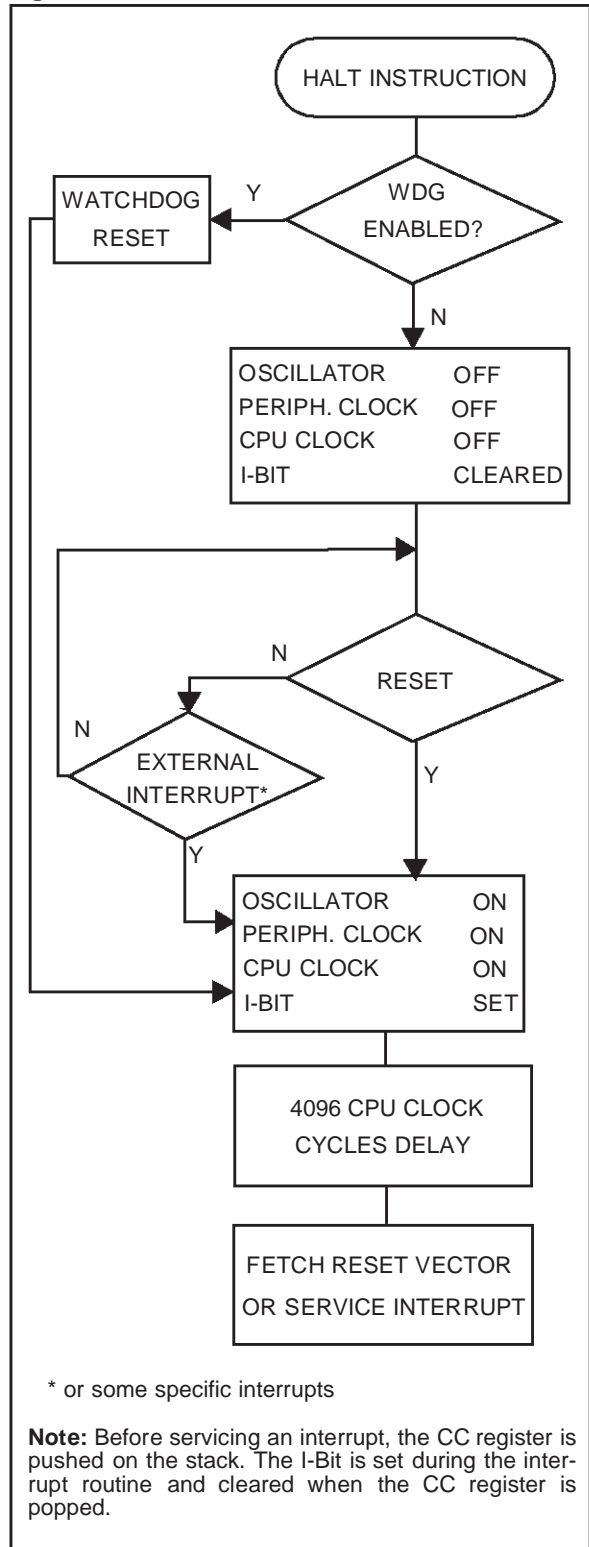 HALT INSTRUCTION
WDG
ENABLED?
Y
WATCHDOG
RESET
N
OSCILLATOR OFF
PERIPH. CLOCK OFF
CPU CLOCK OFF
I-BIT CLEARED
RESET
N
EXTERNAL
INTERRUPT*
N
Y
Y
OSCILLATOR ON
PERIPH. CLOCK ON
CPU CLOCK ON
I-BIT SET
4096 CPU CLOCK
CYCLES DELAY
FETCH RESET VECTOR
OR SERVICE INTERRUPT
* or some specific interrupts
Note: Before servicing an interrupt, the CC register is
pushed on the stack. The I-Bit is set during the inter-
rupt routine and cleared when the CC register is
popped.